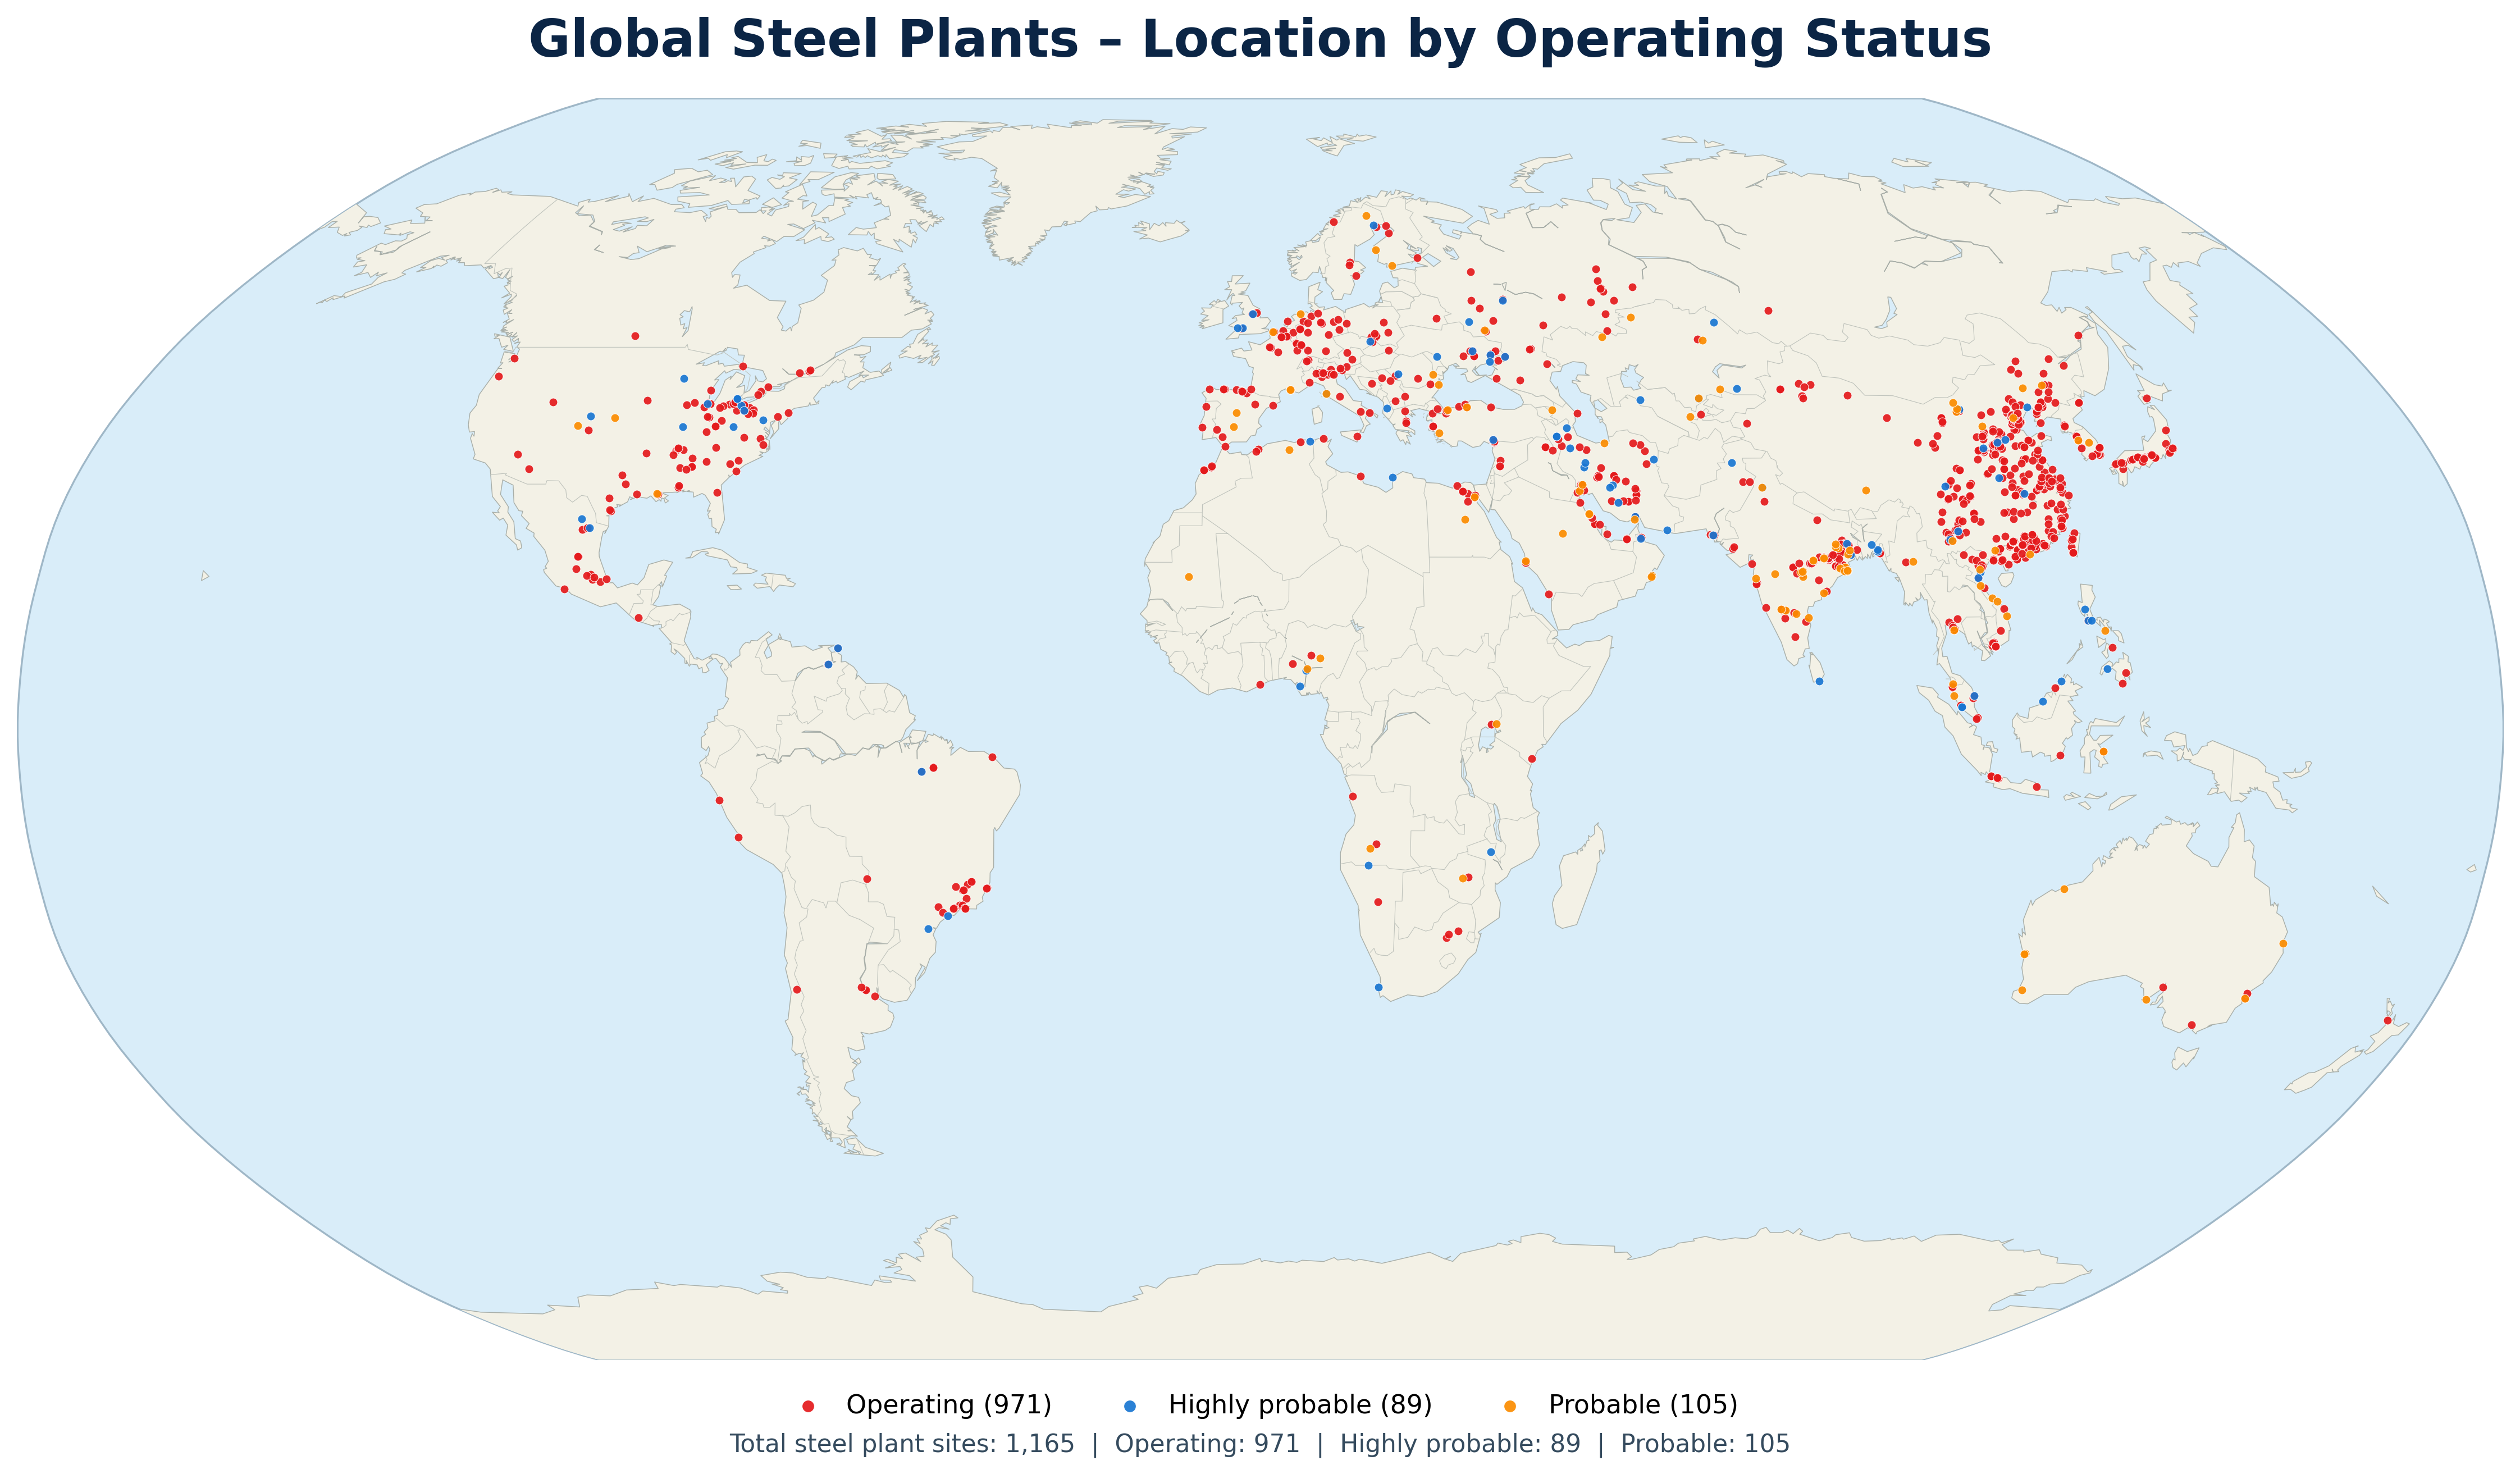 Global Steel Plants – Location by Operating Status
Operating (971)
Highly probable (89)
Probable (105)
Total steel plant sites: 1,165 | Operating: 971 | Highly probable: 89 | Probable: 105